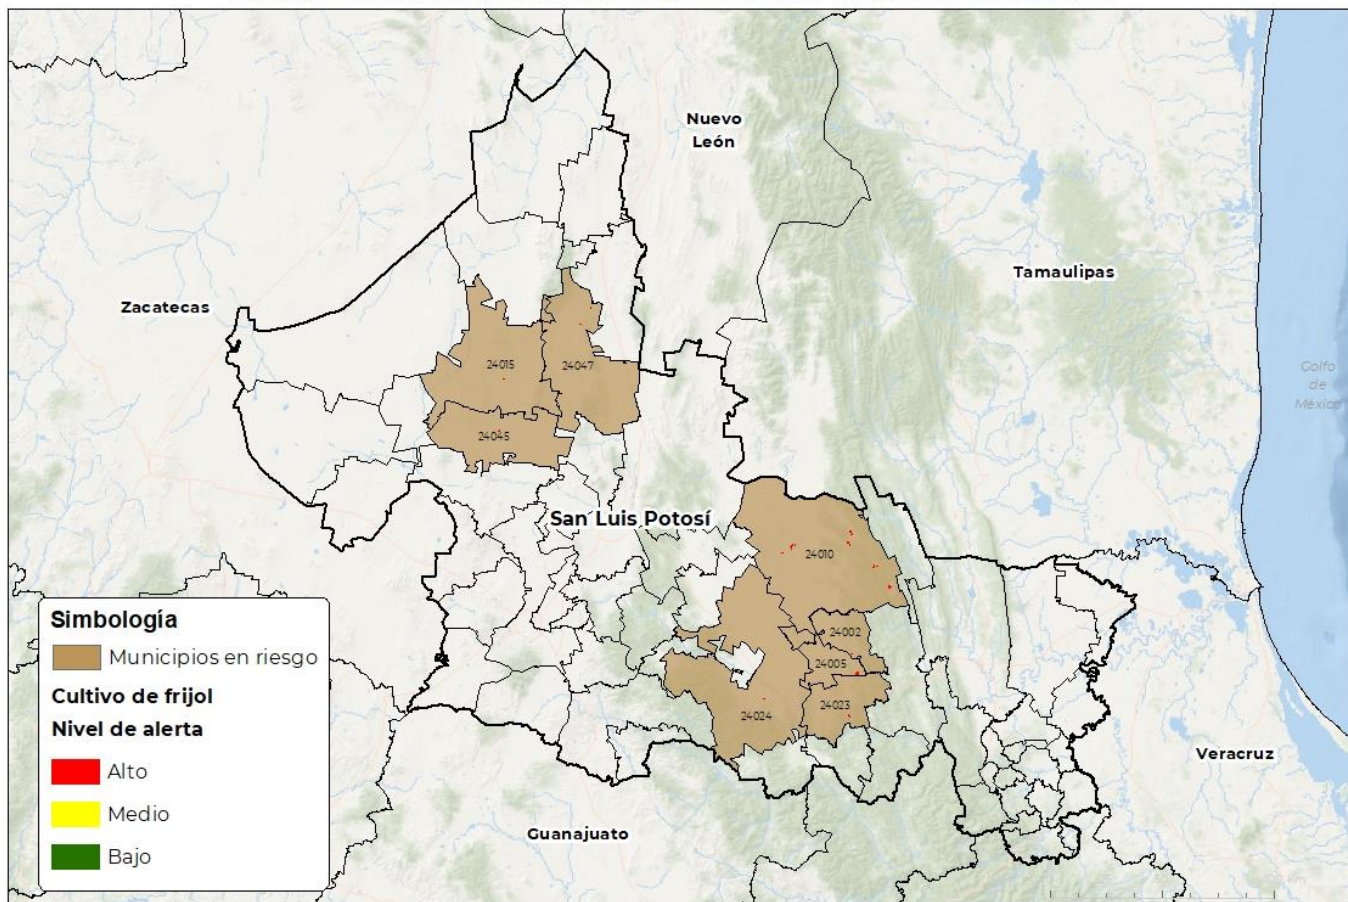 Nuevo
León
Tamaulipas
Zacatecas
Golfo
de
México
24015
24047
24045
San Luis Potosí
24010
24002
24005
24023
24024
Simbología
Municipios en riesgo
Cultivo de frijol
Nivel de alerta
Alto
Medio
Bajo
Veracruz
Guanajuato